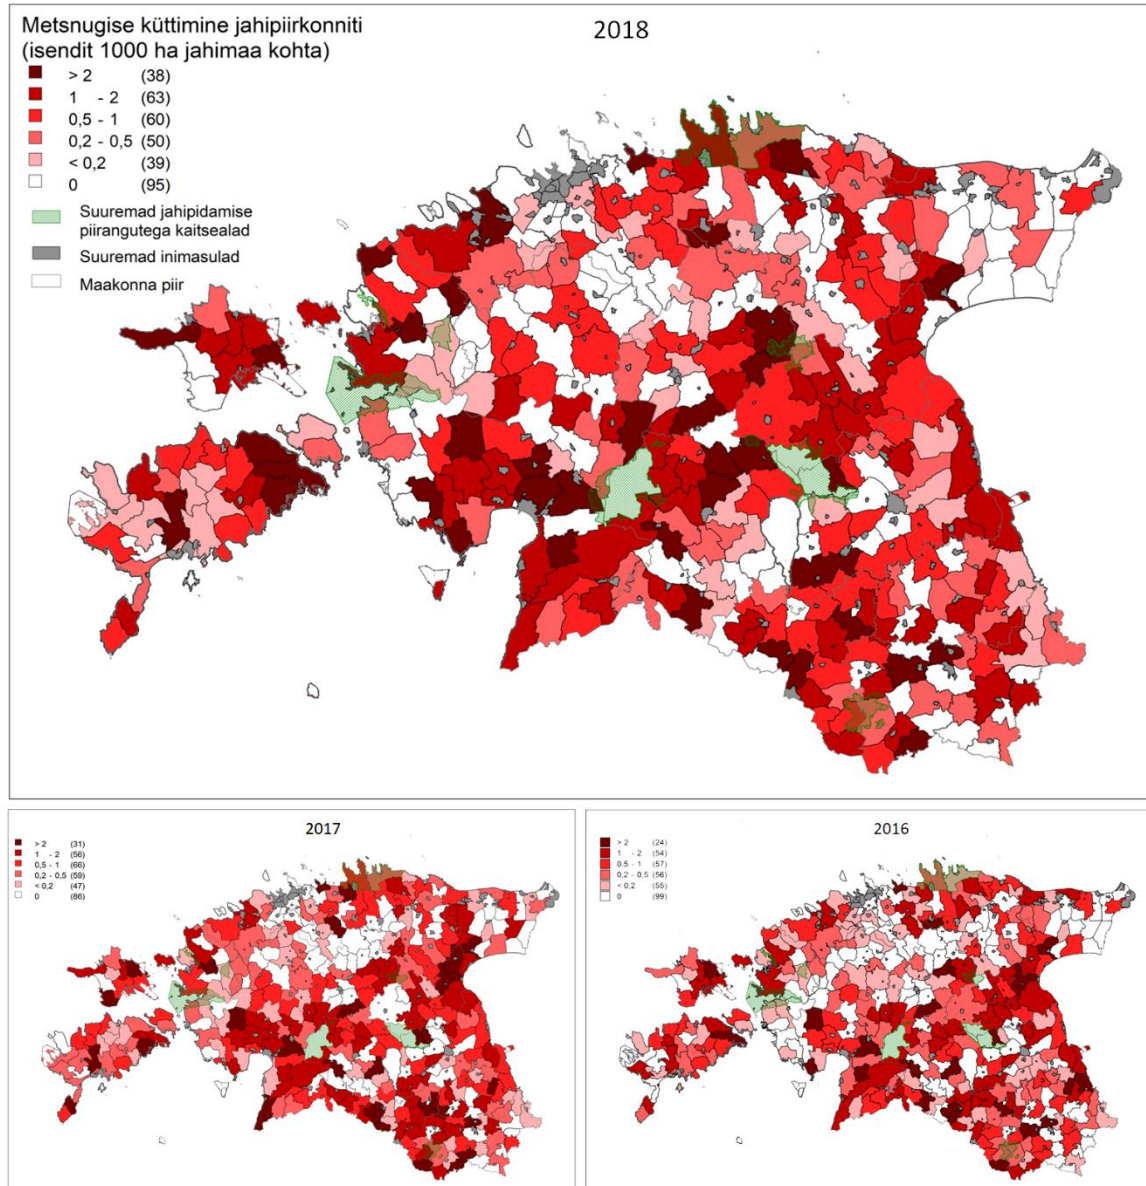 Metsnugise küttimine jahipiirkonniti
(isendit 1000 ha jahimaa kohta)
2018
> 2 (38)
1 - 2 (63)
0,5 - 1 (60)
0,2 - 0,5 (50)
< 0,2 (39)
0 (95)
Suuremad jahipidamise
piirangutega kaitsealad
Suuremad inimasulad
Maakonna piir
2017
> 2 (31)
1 - 2 (56)
0,5 - 1 (66)
0,2 - 0,5 (59)
< 0,2 (47)
0 (86)
2016
> 2 (24)
1 - 2 (54)
0,5 - 1 (57)
0,2 - 0,5 (56)
< 0,2 (55)
0 (99)